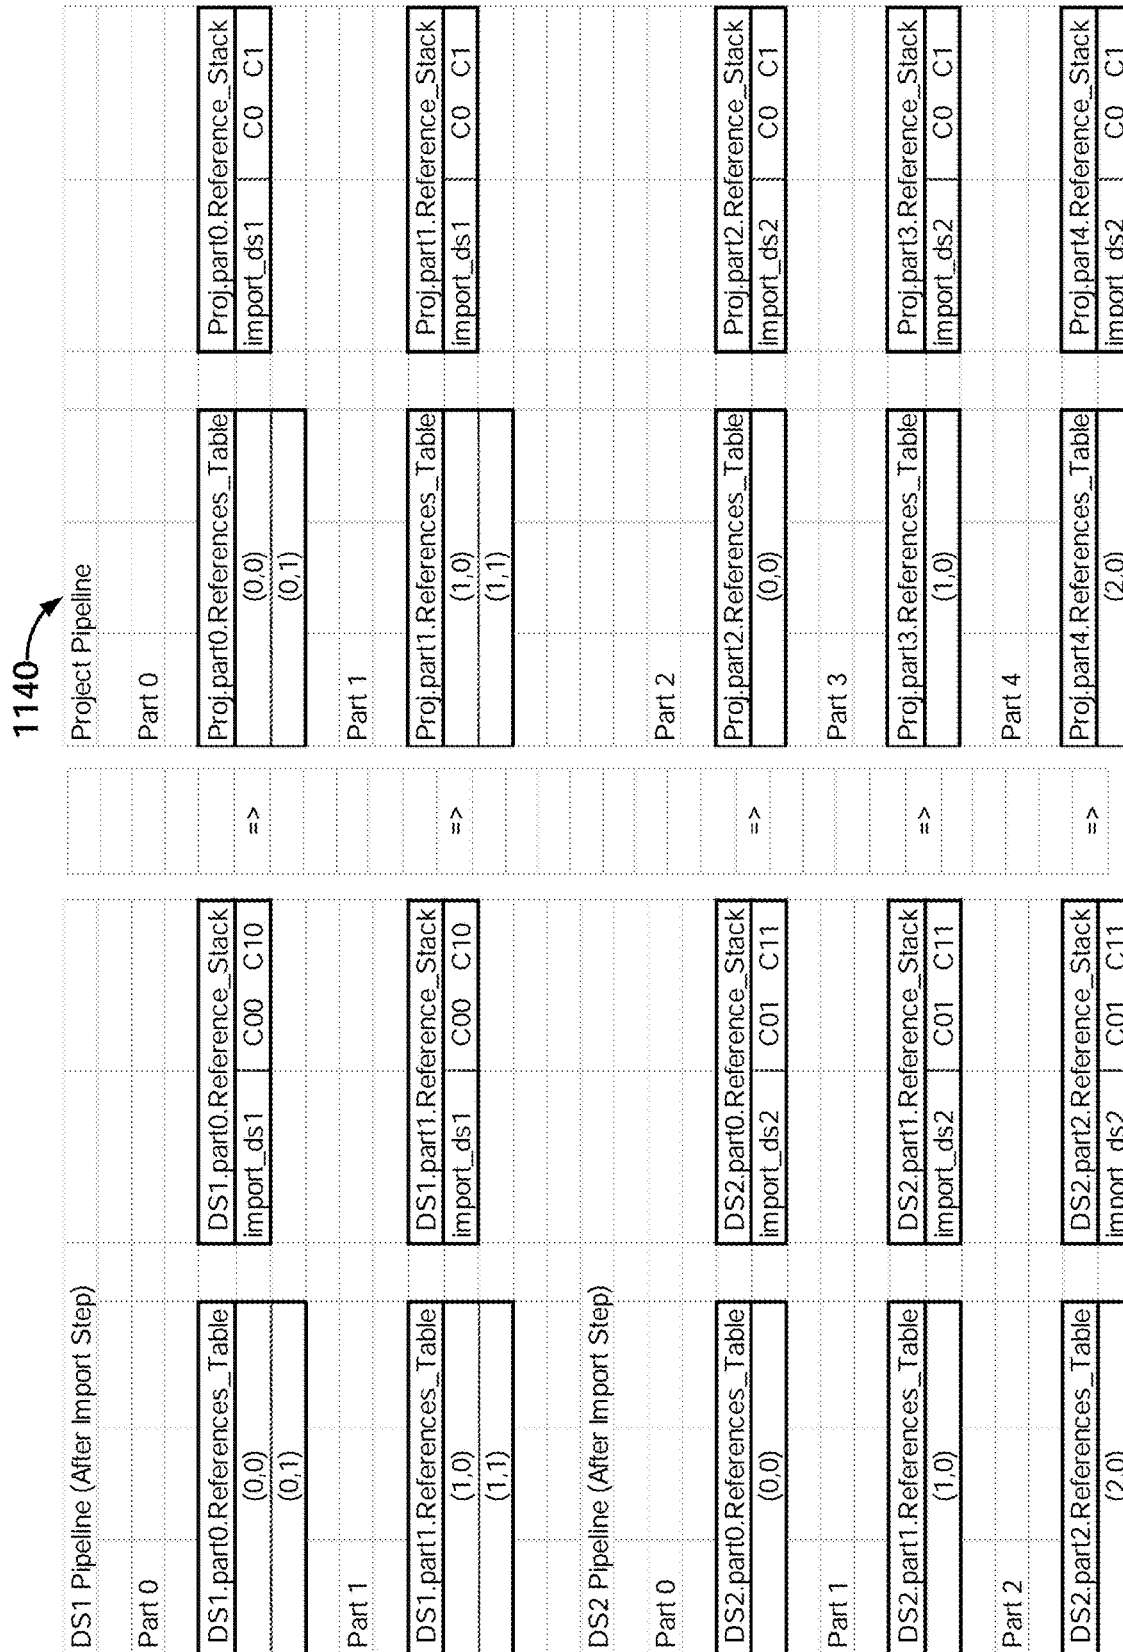 1140
DS1 Pipeline (After Import Step)
Project Pipeline
Part 0
Part 0
DS1.part0.References_Table
DS1.part0.Reference_Stack
Proj.part0.References_Table
Proj.part0.Reference_Stack
(0,0)
import_ds1 C00 C10
=>
(0,0)
import_ds1 C0 C1
(0,1)
(0,1)
Part 1
Part 1
DS1.part1.References_Table
DS1.part1.Reference_Stack
Proj.part1.References_Table
Proj.part1.Reference_Stack
(1,0)
import_ds1 C00 C10
=>
(1,0)
import_ds1 C0 C1
(1,1)
(1,1)
DS2 Pipeline (After Import Step)
Part 0
Part 2
DS2.part0.References_Table
DS2.part0.Reference_Stack
Proj.part2.References_Table
Proj.part2.Reference_Stack
(0,0)
import_ds2 C01 C11
=>
(0,0)
import_ds2 C0 C1
Part 1
Part 3
DS2.part1.References_Table
DS2.part1.Reference_Stack
Proj.part3.References_Table
Proj.part3.Reference_Stack
(1,0)
import_ds2 C01 C11
=>
(1,0)
import_ds2 C0 C1
Part 2
Part 4
DS2.part2.References_Table
DS2.part2.Reference_Stack
Proj.part4.References_Table
Proj.part4.Reference_Stack
(2,0)
import_ds2 C01 C11
=>
(2,0)
import_ds2 C0 C1